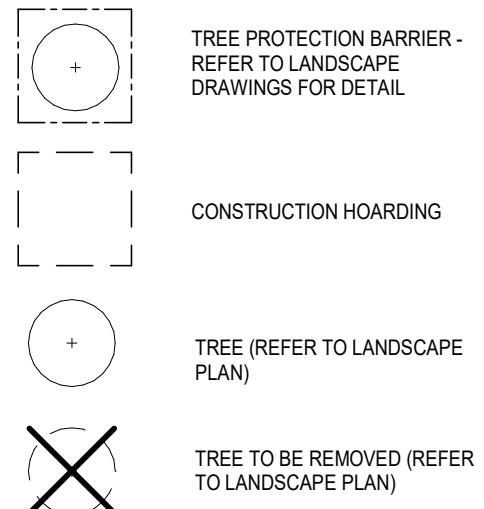 TREE PROTECTION BARRIER -
REFER TO LANDSCAPE
DRAWINGS FOR DETAIL
CONSTRUCTION HOARDING
TREE (REFER TO LANDSCAPE
PLAN)
TREE TO BE REMOVED (REFER
TO LANDSCAPE PLAN)